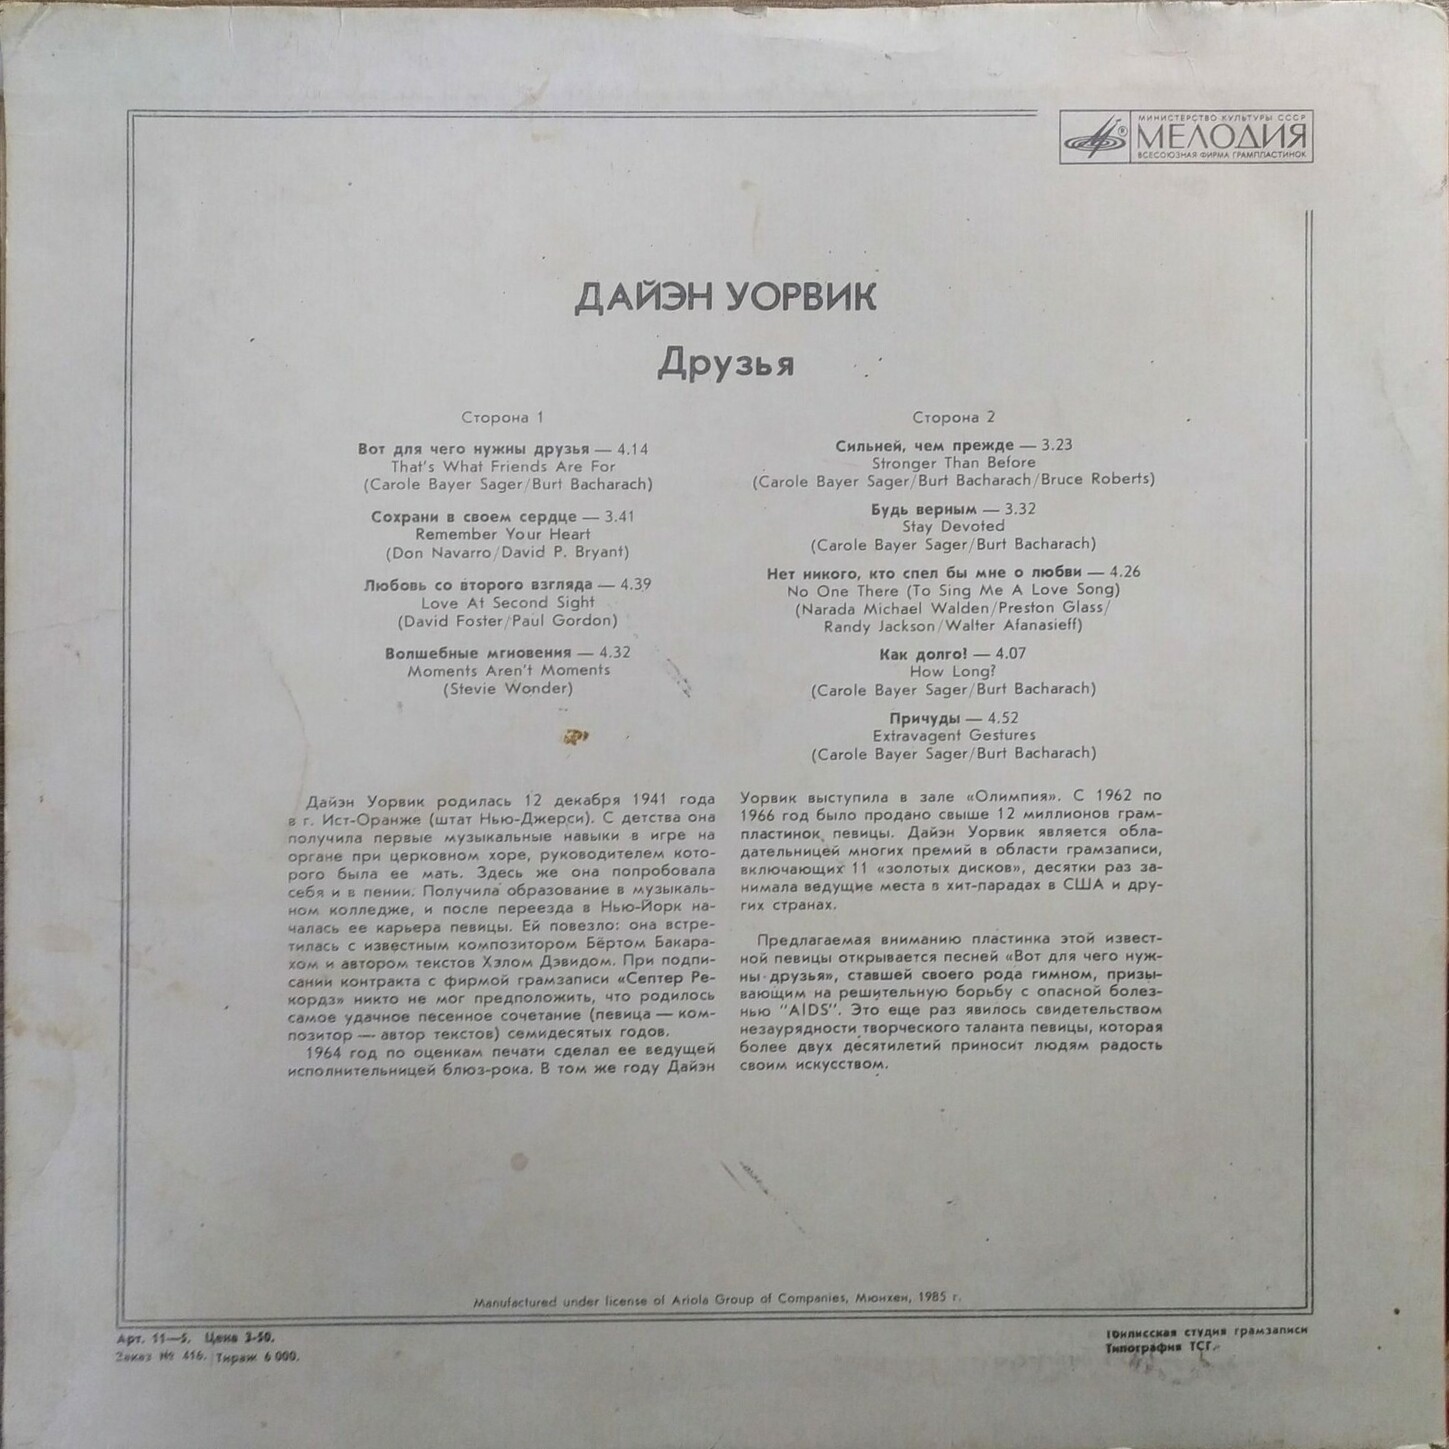 МИНИСТЕРСТВО КУЛЬТУРЫ СССР
МЕЛОДИЯ
ВСЕСОЮЗНАЯ ФИРМА ГРАМПЛАСТИНОК
ДАЙЭН УОРВИК
Друзья
Сторона 1
Вот для чего нужны друзья — 4.14
That's What Friends Are For
(Carole Bayer Sager/Burt Bacharach)
Сохрани в своем сердце — 3.41
Remember Your Heart
(Don Navarro/David P. Bryant)
Любовь со второго взгляда — 4.39
Love At Second Sight
(David Foster/Paul Gordon)
Волшебные мгновения — 4.32
Moments Aren't Moments
(Stevie Wonder)
Сторона 2
Сильней, чем прежде — 3.23
Stronger Than Before
(Carole Bayer Sager/Burt Bacharach/Bruce Roberts)
Будь верным — 3.32
Stay Devoted
(Carole Bayer Sager/Burt Bacharach)
Нет никого, кто спел бы мне о любви — 4.26
No One There (To Sing Me A Love Song)
(Narada Michael Walden/Preston Glass/
Randy Jackson/Walter Afanasieff)
Как долго! — 4.07
How Long?
(Carole Bayer Sager/Burt Bacharach)
Причуды — 4.52
Extravagent Gestures
(Carole Bayer Sager/Burt Bacharach)
Дайэн Уорвик родилась 12 декабря 1941 года
в г. Ист-Оранже (штат Нью-Джерси). С детства она
получила первые музыкальные навыки в игре на
органе при церковном хоре, руководителем кото-
рого была ее мать. Здесь же она попробовала
себя и в пении. Получила образование в музыкаль-
ном колледже, и после переезда в Нью-Йорк на-
чалась ее карьера певицы. Ей повезло: она встре-
тилась с известным композитором Бёртом Бакара-
хом и автором текстов Хэлом Дэвидом. При подпи-
сании контракта с фирмой грамзаписи «Септер Ре-
кордз» никто не мог предположить, что родилось
самое удачное песенное сочетание (певица — ком-
позитор — автор текстов) семидесятых годов.
1964 год по оценкам печати сделал ее ведущей
исполнительницей блюз-рока. В том же году Дайэн
Уорвик выступила в зале «Олимпия». С 1962 по
1966 год было продано свыше 12 миллионов грам-
пластинок певицы. Дайэн Уорвик является обла-
дательницей многих премий в области грамзаписи,
включающих 11 «золотых дисков», десятки раз за-
нимала ведущие места в хит-парадах в США и дру-
гих странах.
Предлагаемая вниманию пластинка этой извест-
ной певицы открывается песней «Вот для чего нуж-
ны друзья», ставшей своего рода гимном, призы-
вающим на решительную борьбу с опасной болез-
нью "AIDS". Это еще раз явилось свидетельством
незаурядности творческого таланта певицы, которая
более двух десятилетий приносит людям радость
своим искусством.
Manufactured under license of Ariola Group of Companies, Мюнхен, 1985 г.
Арт. 11—5. Цена 3-50.
Заказ № 416. Тираж 6 000.
студия грамзаписи
Типография ТСГ.